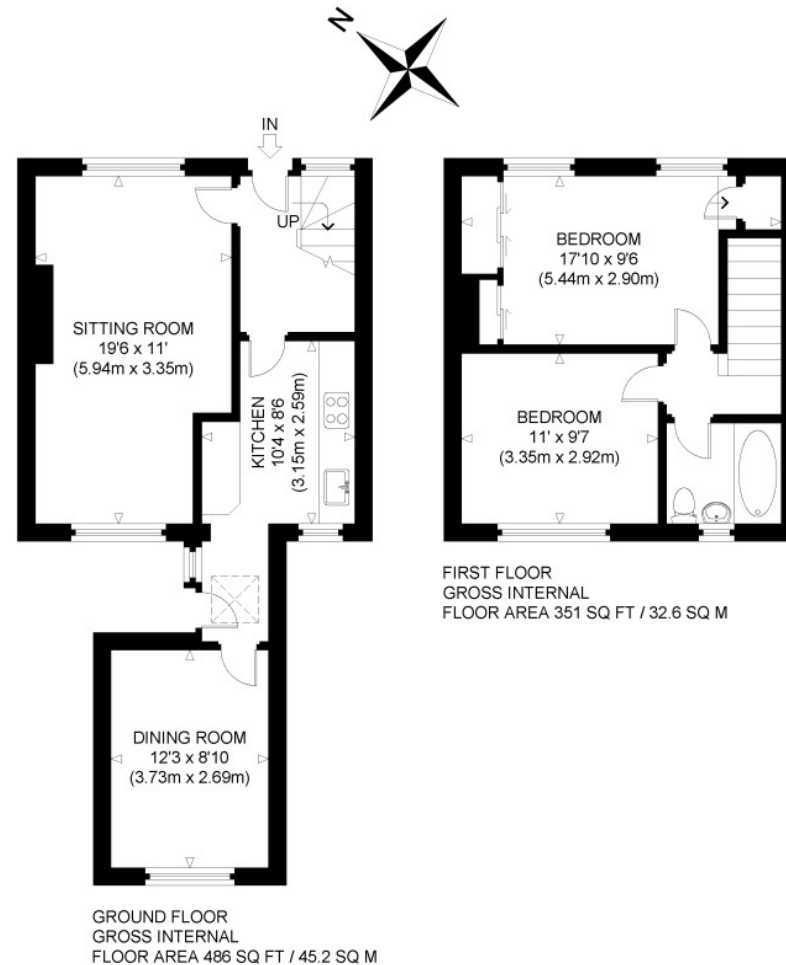 N
IN
UP
SITTING ROOM
19'6 x 11'
(5.94m x 3.35m)
KITCHEN
10'4 x 8'6
(3.15m x 2.59m)
DINING ROOM
12'3 x 8'10
(3.73m x 2.69m)
GROUND FLOOR
GROSS INTERNAL
FLOOR AREA 486 SQ FT / 45.2 SQ M
BEDROOM
17'10 x 9'6
(5.44m x 2.90m)
BEDROOM
11' x 9'7
(3.35m x 2.92m)
FIRST FLOOR
GROSS INTERNAL
FLOOR AREA 351 SQ FT / 32.6 SQ M